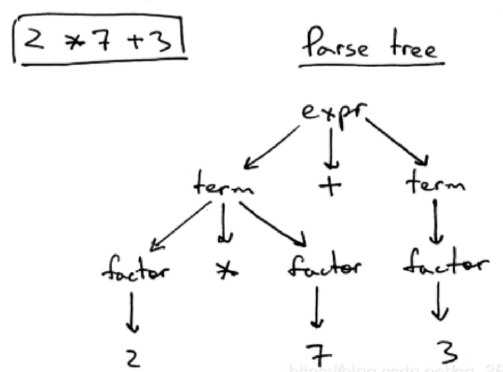 2 * 7 + 3
Parse tree
expr
term + term
factor * factor factor
2 7 3